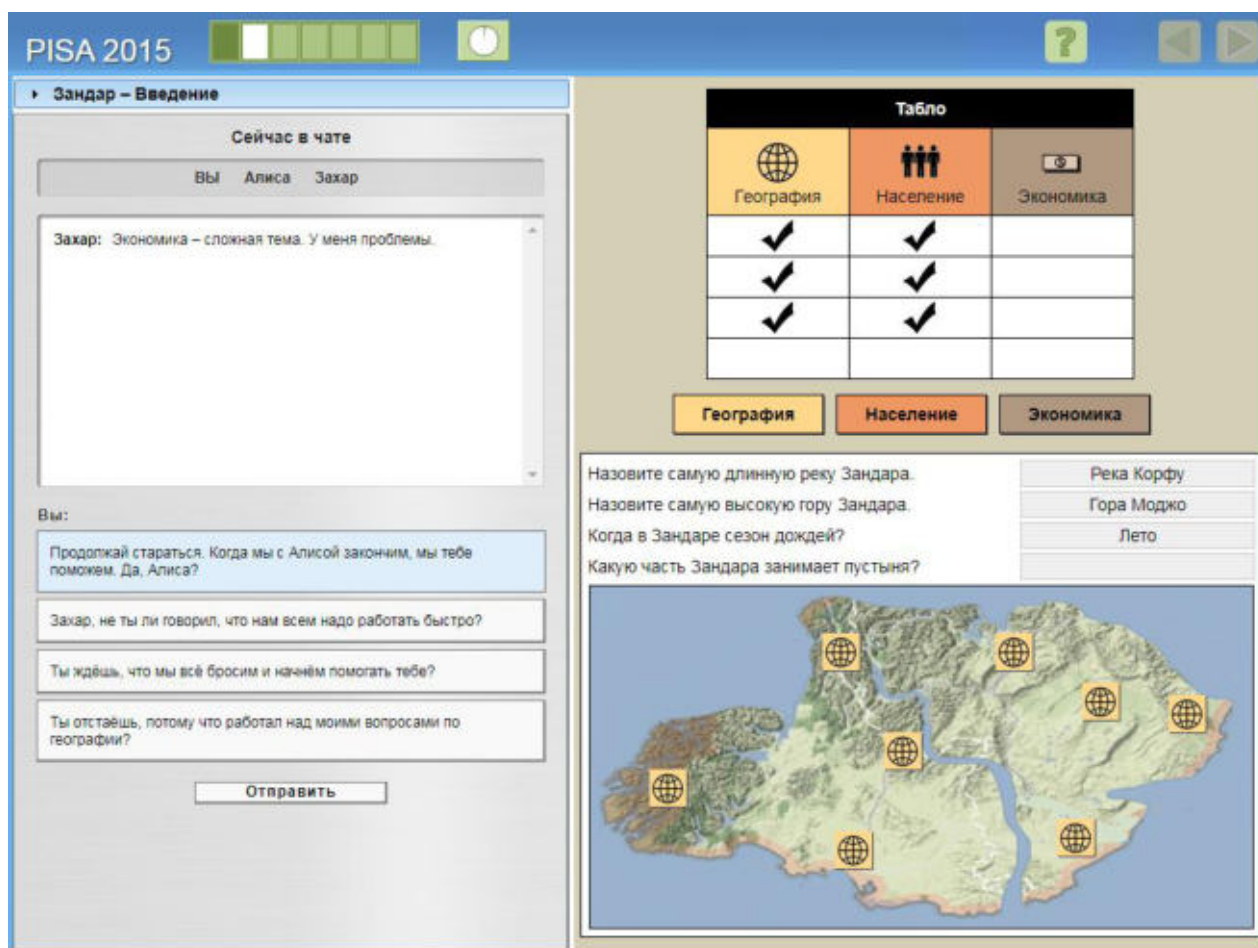 PISA 2015
?
Зандар – Введение
Сейчас в чате
ВЫ Алиса Захар
Захар: Экономика – сложная тема. У меня проблемы.
Вы:
Продолжай стараться. Когда мы с Алисой закончим, мы тебе
поможем. Да, Алиса?
Захар, не ты ли говорил, что нам всем надо работать быстро?
Ты ждёшь, что мы всё бросим и начнём помогать тебе?
Ты отстаёшь, потому что работал над моими вопросами по
географии?
Отправить
Табло
География Население Экономика
География Население Экономика
Назовите самую длинную реку Зандара. Река Корфу
Назовите самую высокую гору Зандара. Гора Моджо
Когда в Зандаре сезон дождей? Лето
Какую часть Зандара занимает пустыня?